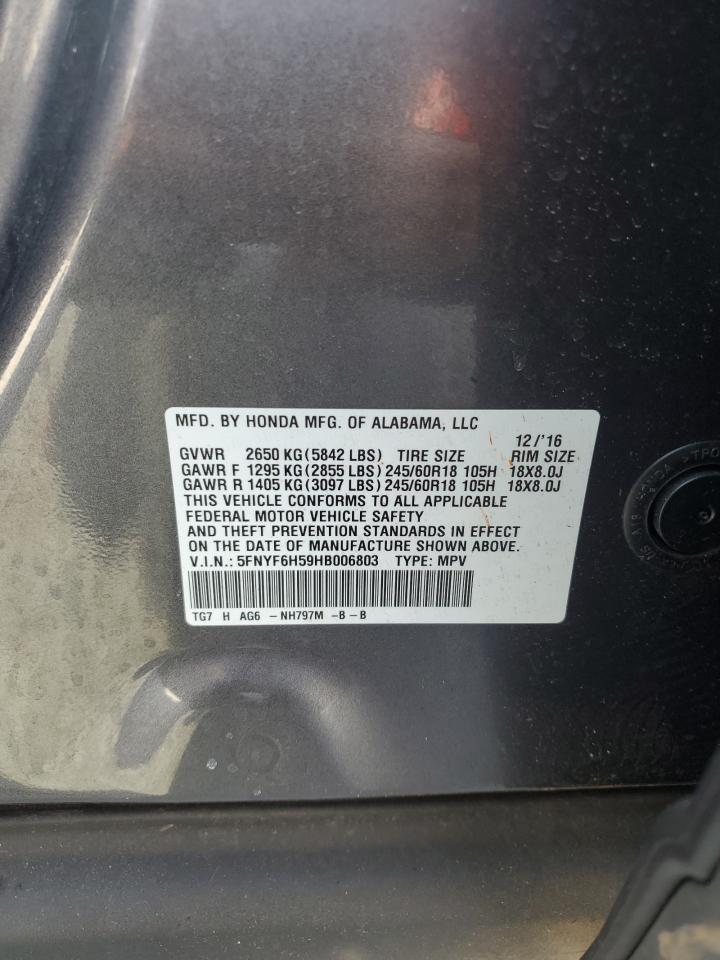 MFD. BY HONDA MFG. OF ALABAMA, LLC
12/'16
GVWR 2650 KG (5842 LBS) TIRE SIZE RIM SIZE
GAWR F 1295 KG (2855 LBS) 245/60R18 105H 18X8.0J
GAWR R 1405 KG (3097 LBS) 245/60R18 105H 18X8.0J
THIS VEHICLE CONFORMS TO ALL APPLICABLE
FEDERAL MOTOR VEHICLE SAFETY
AND THEFT PREVENTION STANDARDS IN EFFECT
ON THE DATE OF MANUFACTURE SHOWN ABOVE.
V.I.N.: 5FNYF6H59HB006803 TYPE: MPV
TG7 H AG6 - NH797M - B - B
HONDA